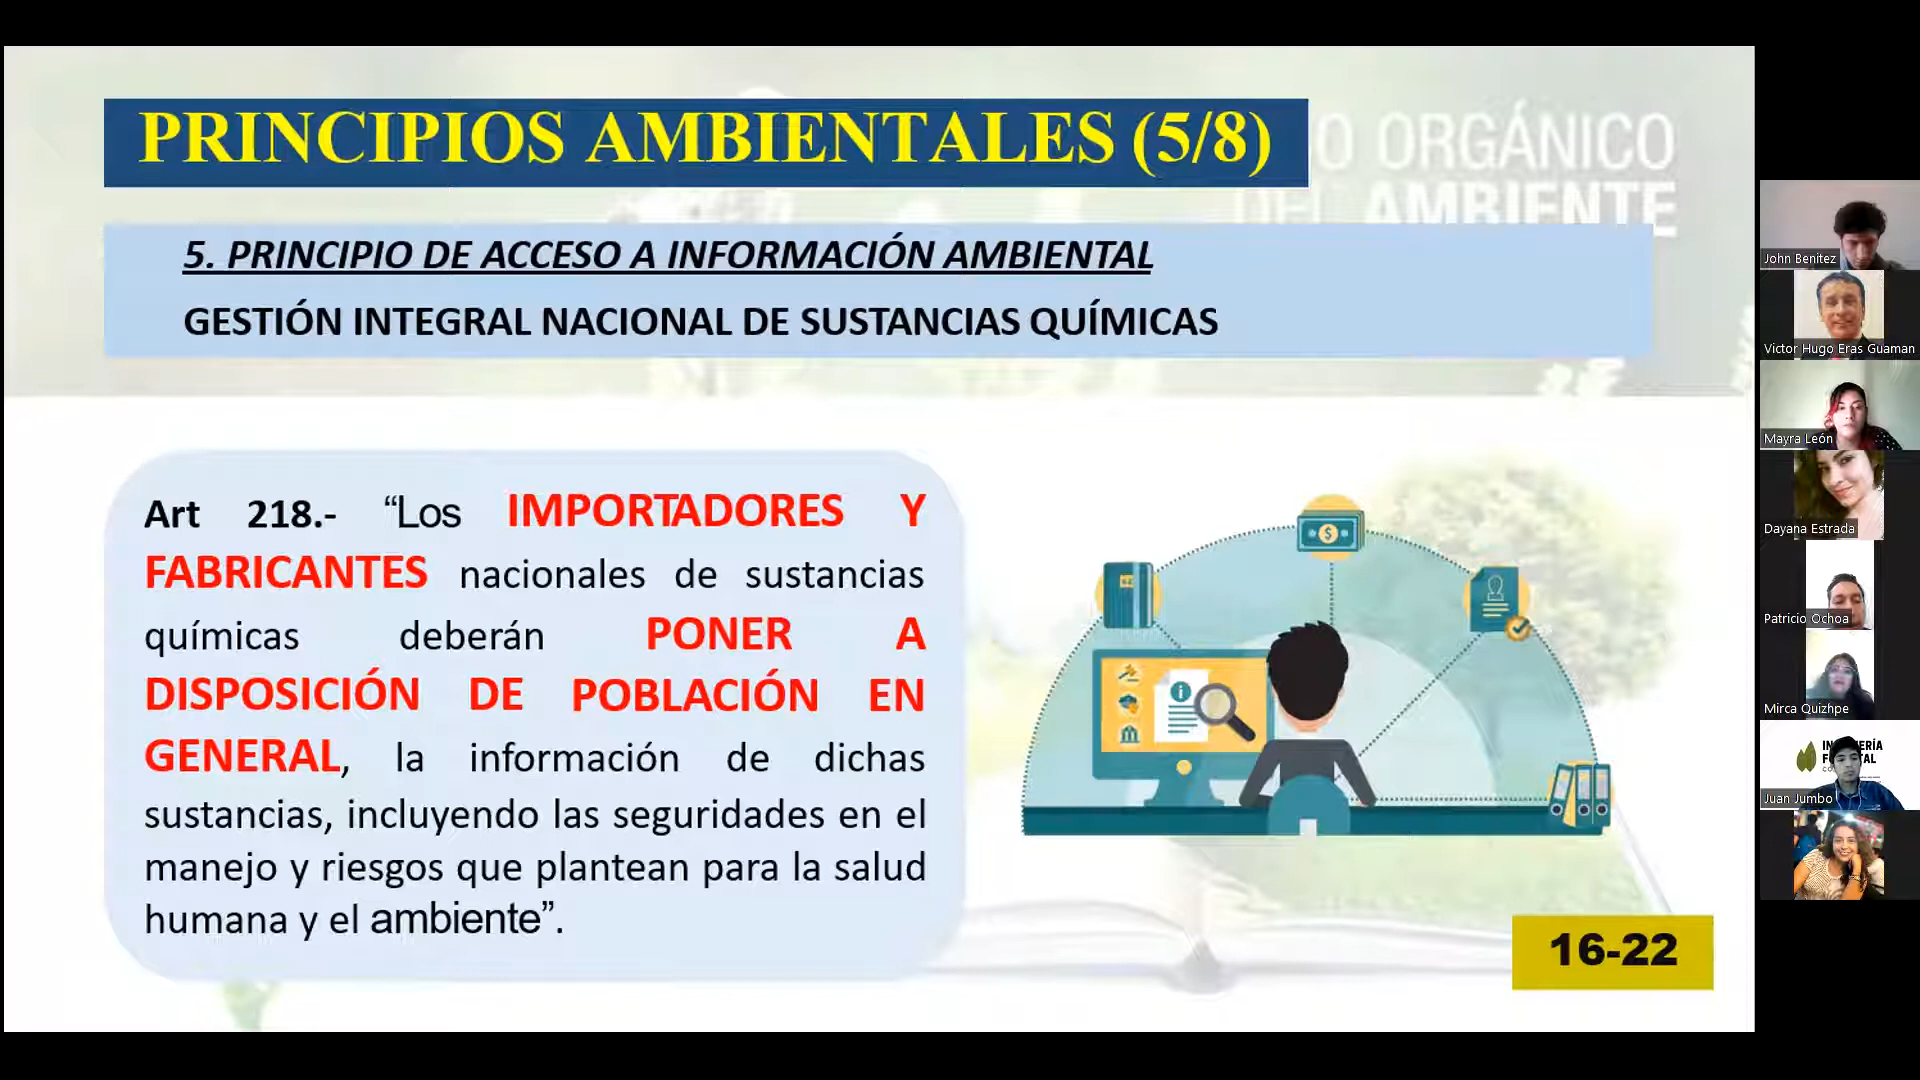 PRINCIPIOS AMBIENTALES (5/8)
O ORGÁNICO
DEL AMBIENTE
5. PRINCIPIO DE ACCESO A INFORMACIÓN AMBIENTAL
GESTIÓN INTEGRAL NACIONAL DE SUSTANCIAS QUÍMICAS
Art 218.- “Los IMPORTADORES Y
FABRICANTES nacionales de sustancias
químicas deberán PONER A
DISPOSICIÓN DE POBLACIÓN EN
GENERAL, la información de dichas
sustancias, incluyendo las seguridades en el
manejo y riesgos que plantean para la salud
humana y el ambiente”.
16-22
John Benítez
Victor Hugo Eras Guaman
Mayra León
Dayana Estrada
Patricio Ochoa
Mirca Quizhpe
Juan Jumbo